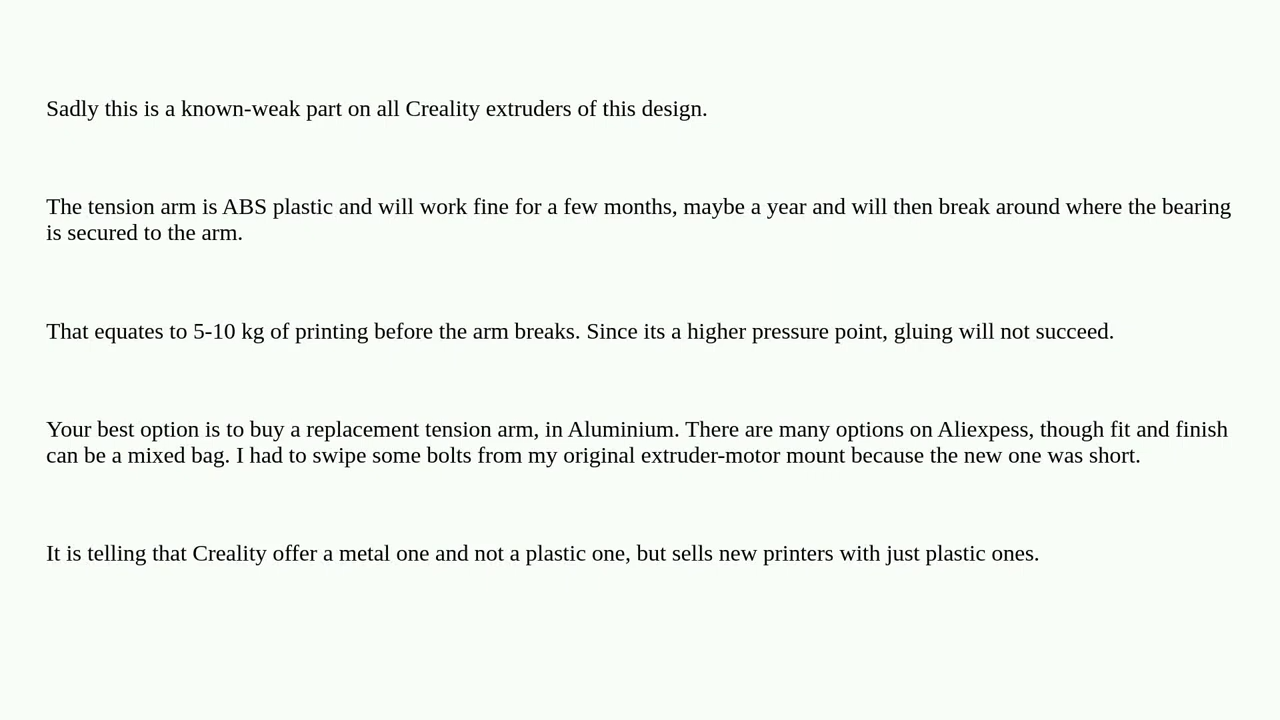 Sadly this is a known-weak part on all Creality extruders of this design.
The tension arm is ABS plastic and will work fine for a few months, maybe a year and will then break around where the bearing
is secured to the arm.
That equates to 5-10 kg of printing before the arm breaks. Since its a higher pressure point, gluing will not succeed.
Your best option is to buy a replacement tension arm, in Aluminium. There are many options on Aliexpess, though fit and finish
can be a mixed bag. I had to swipe some bolts from my original extruder-motor mount because the new one was short.
It is telling that Creality offer a metal one and not a plastic one, but sells new printers with just plastic ones.